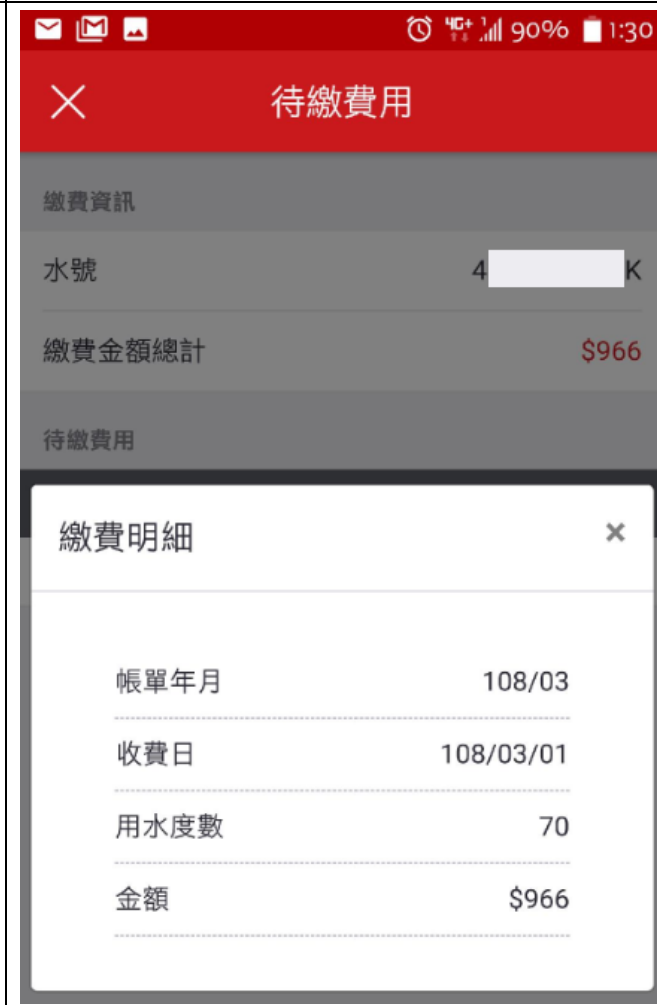 4G+ 90% 1:30
待繳費用
繳費資訊
水號 4 K
繳費金額總計 $966
待繳費用
繳費明細 ×
帳單年月 108/03
收費日 108/03/01
用水度數 70
金額 $966